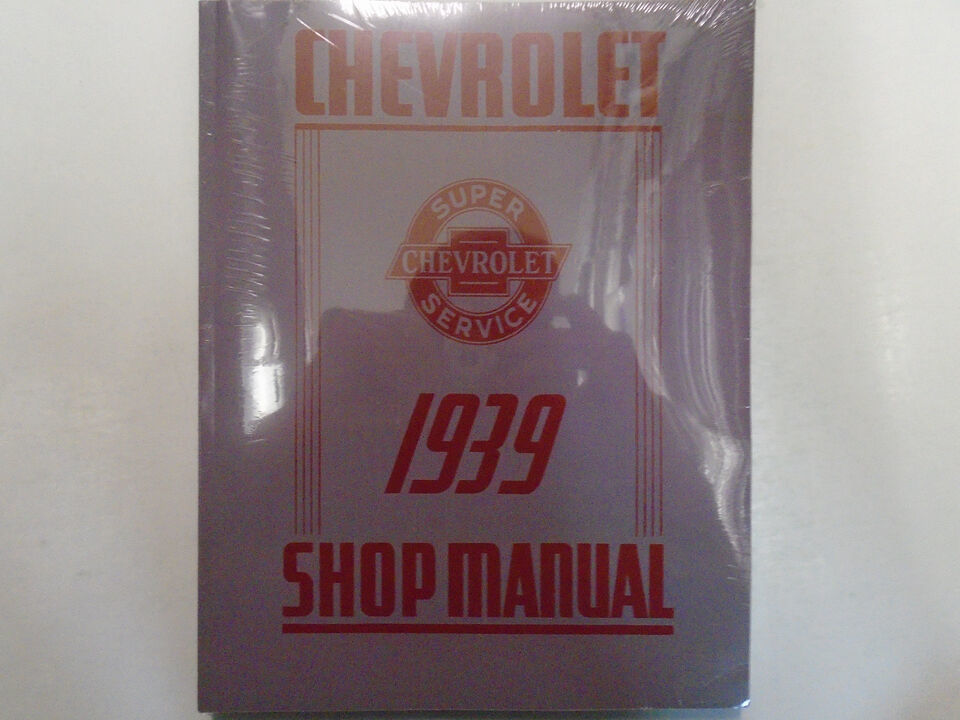 CHEVROLET
SUPER
CHEVROLET
SERVICE
1939
SHOP MANUAL